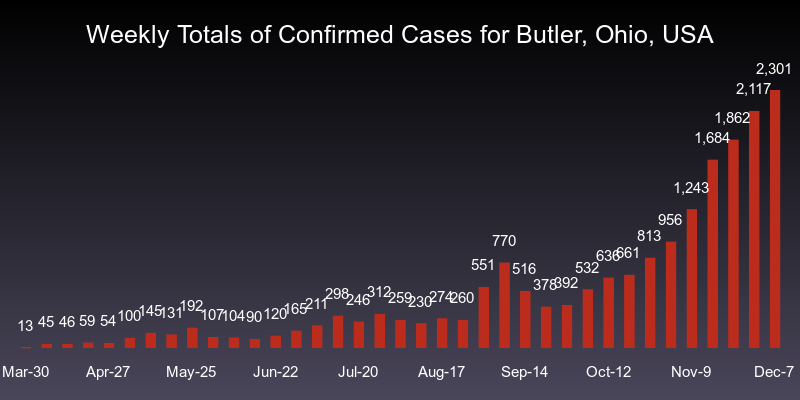 Weekly Totals of Confirmed Cases for Butler, Ohio, USA
13 45 46 59 54 100 145 131 192 107 104 90 120 165 211 298 246 312 259 230 274 260 551 770 516 378 392 532 636 661 813 956 1,243 1,684 1,862 2,117 2,301
Mar-30 Apr-27 May-25 Jun-22 Jul-20 Aug-17 Sep-14 Oct-12 Nov-9 Dec-7